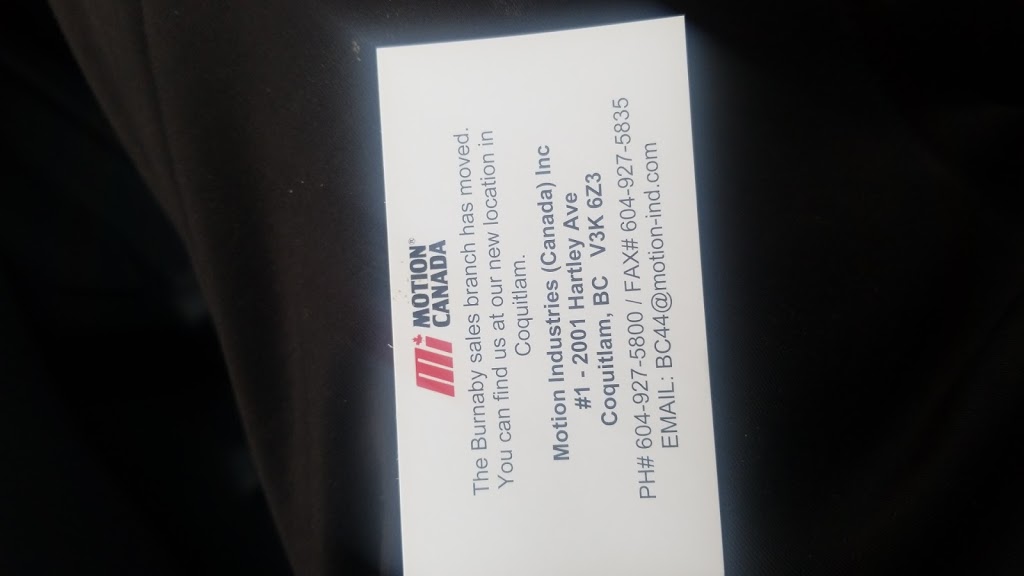 Mi MOTION®
CANADA
The Burnaby sales branch has moved.
You can find us at our new location in
Coquitlam.
Motion Industries (Canada) Inc
#1 - 2001 Hartley Ave
Coquitlam, BC V3K 6Z3
PH# 604-927-5800 / FAX# 604-927-5835
EMAIL: BC44@motion-ind.com